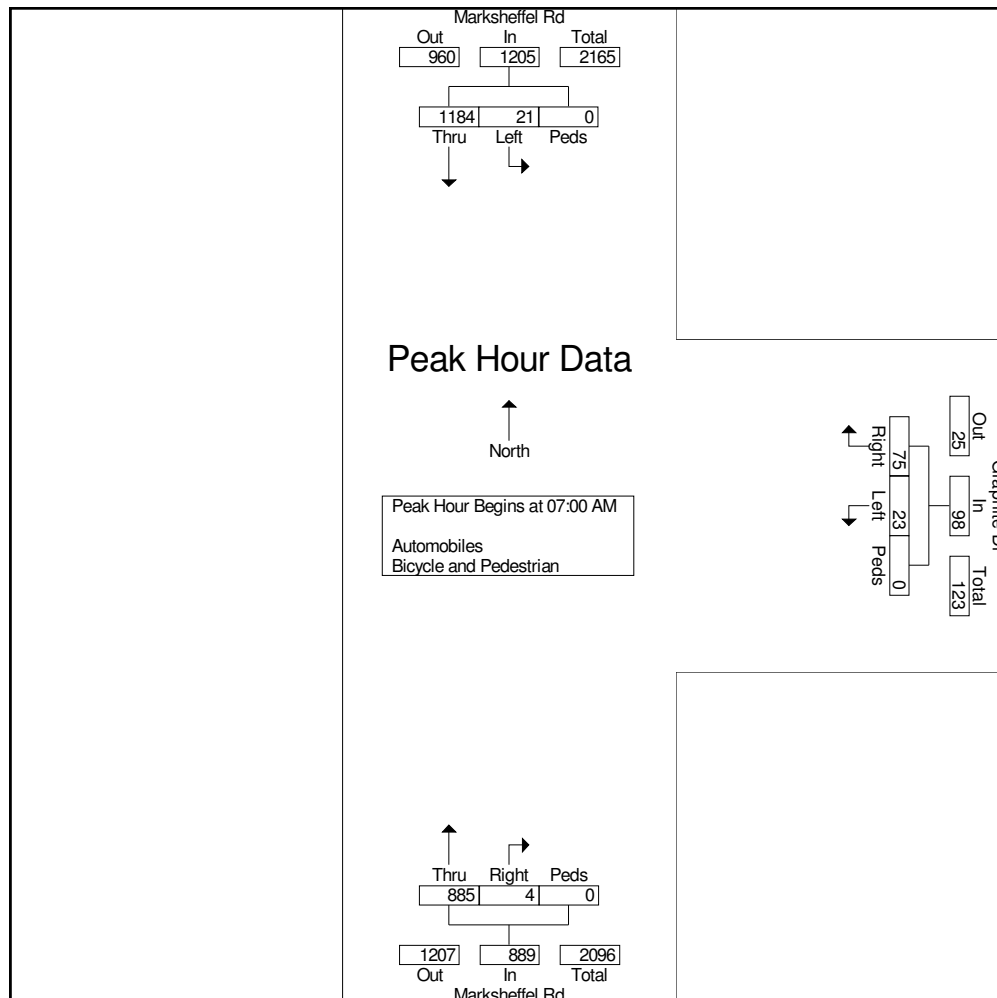 Marksheffel Rd
Out In Total
960 1205 2165
1184 21 0
Thru Left Peds
Peak Hour Data
North
Peak Hour Begins at 07:00 AM
Automobiles
Bicycle and Pedestrian
Out In Total
25 98 123
75 23 0
Right Left Peds
Thru Right Peds
885 4 0
1207 889 2096
Out In Total
Marksheffel Rd